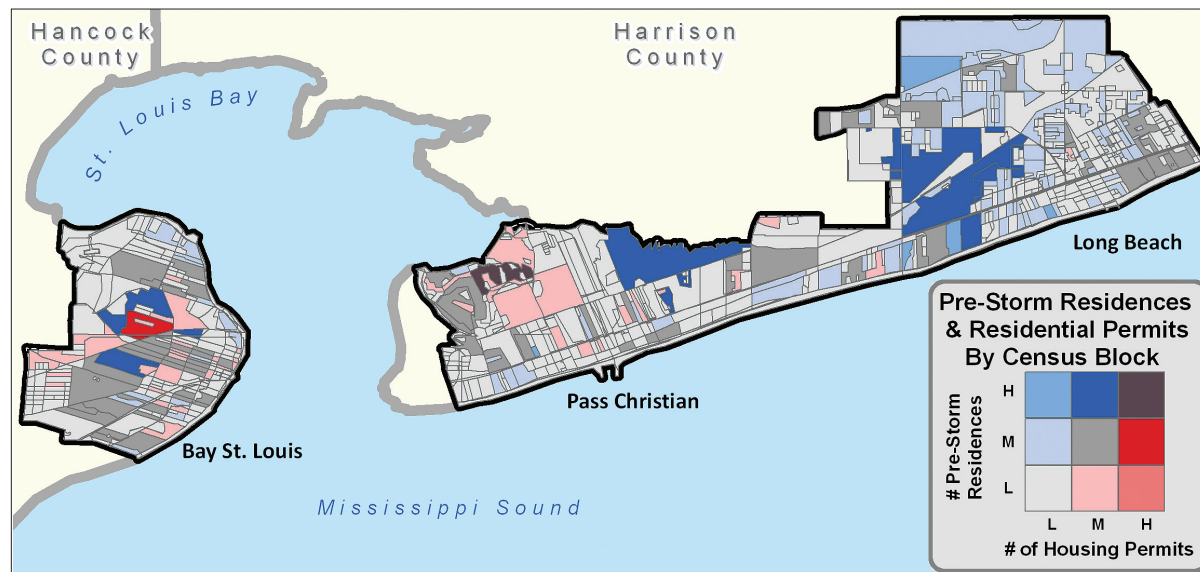 Hancock
County
Harrison
County
St. Louis Bay
Long Beach
Pass Christian
Bay St. Louis
Mississippi Sound
Pre-Storm Residences
& Residential Permits
By Census Block
# Pre-Storm
Residences
H
M
L
L M H
# of Housing Permits